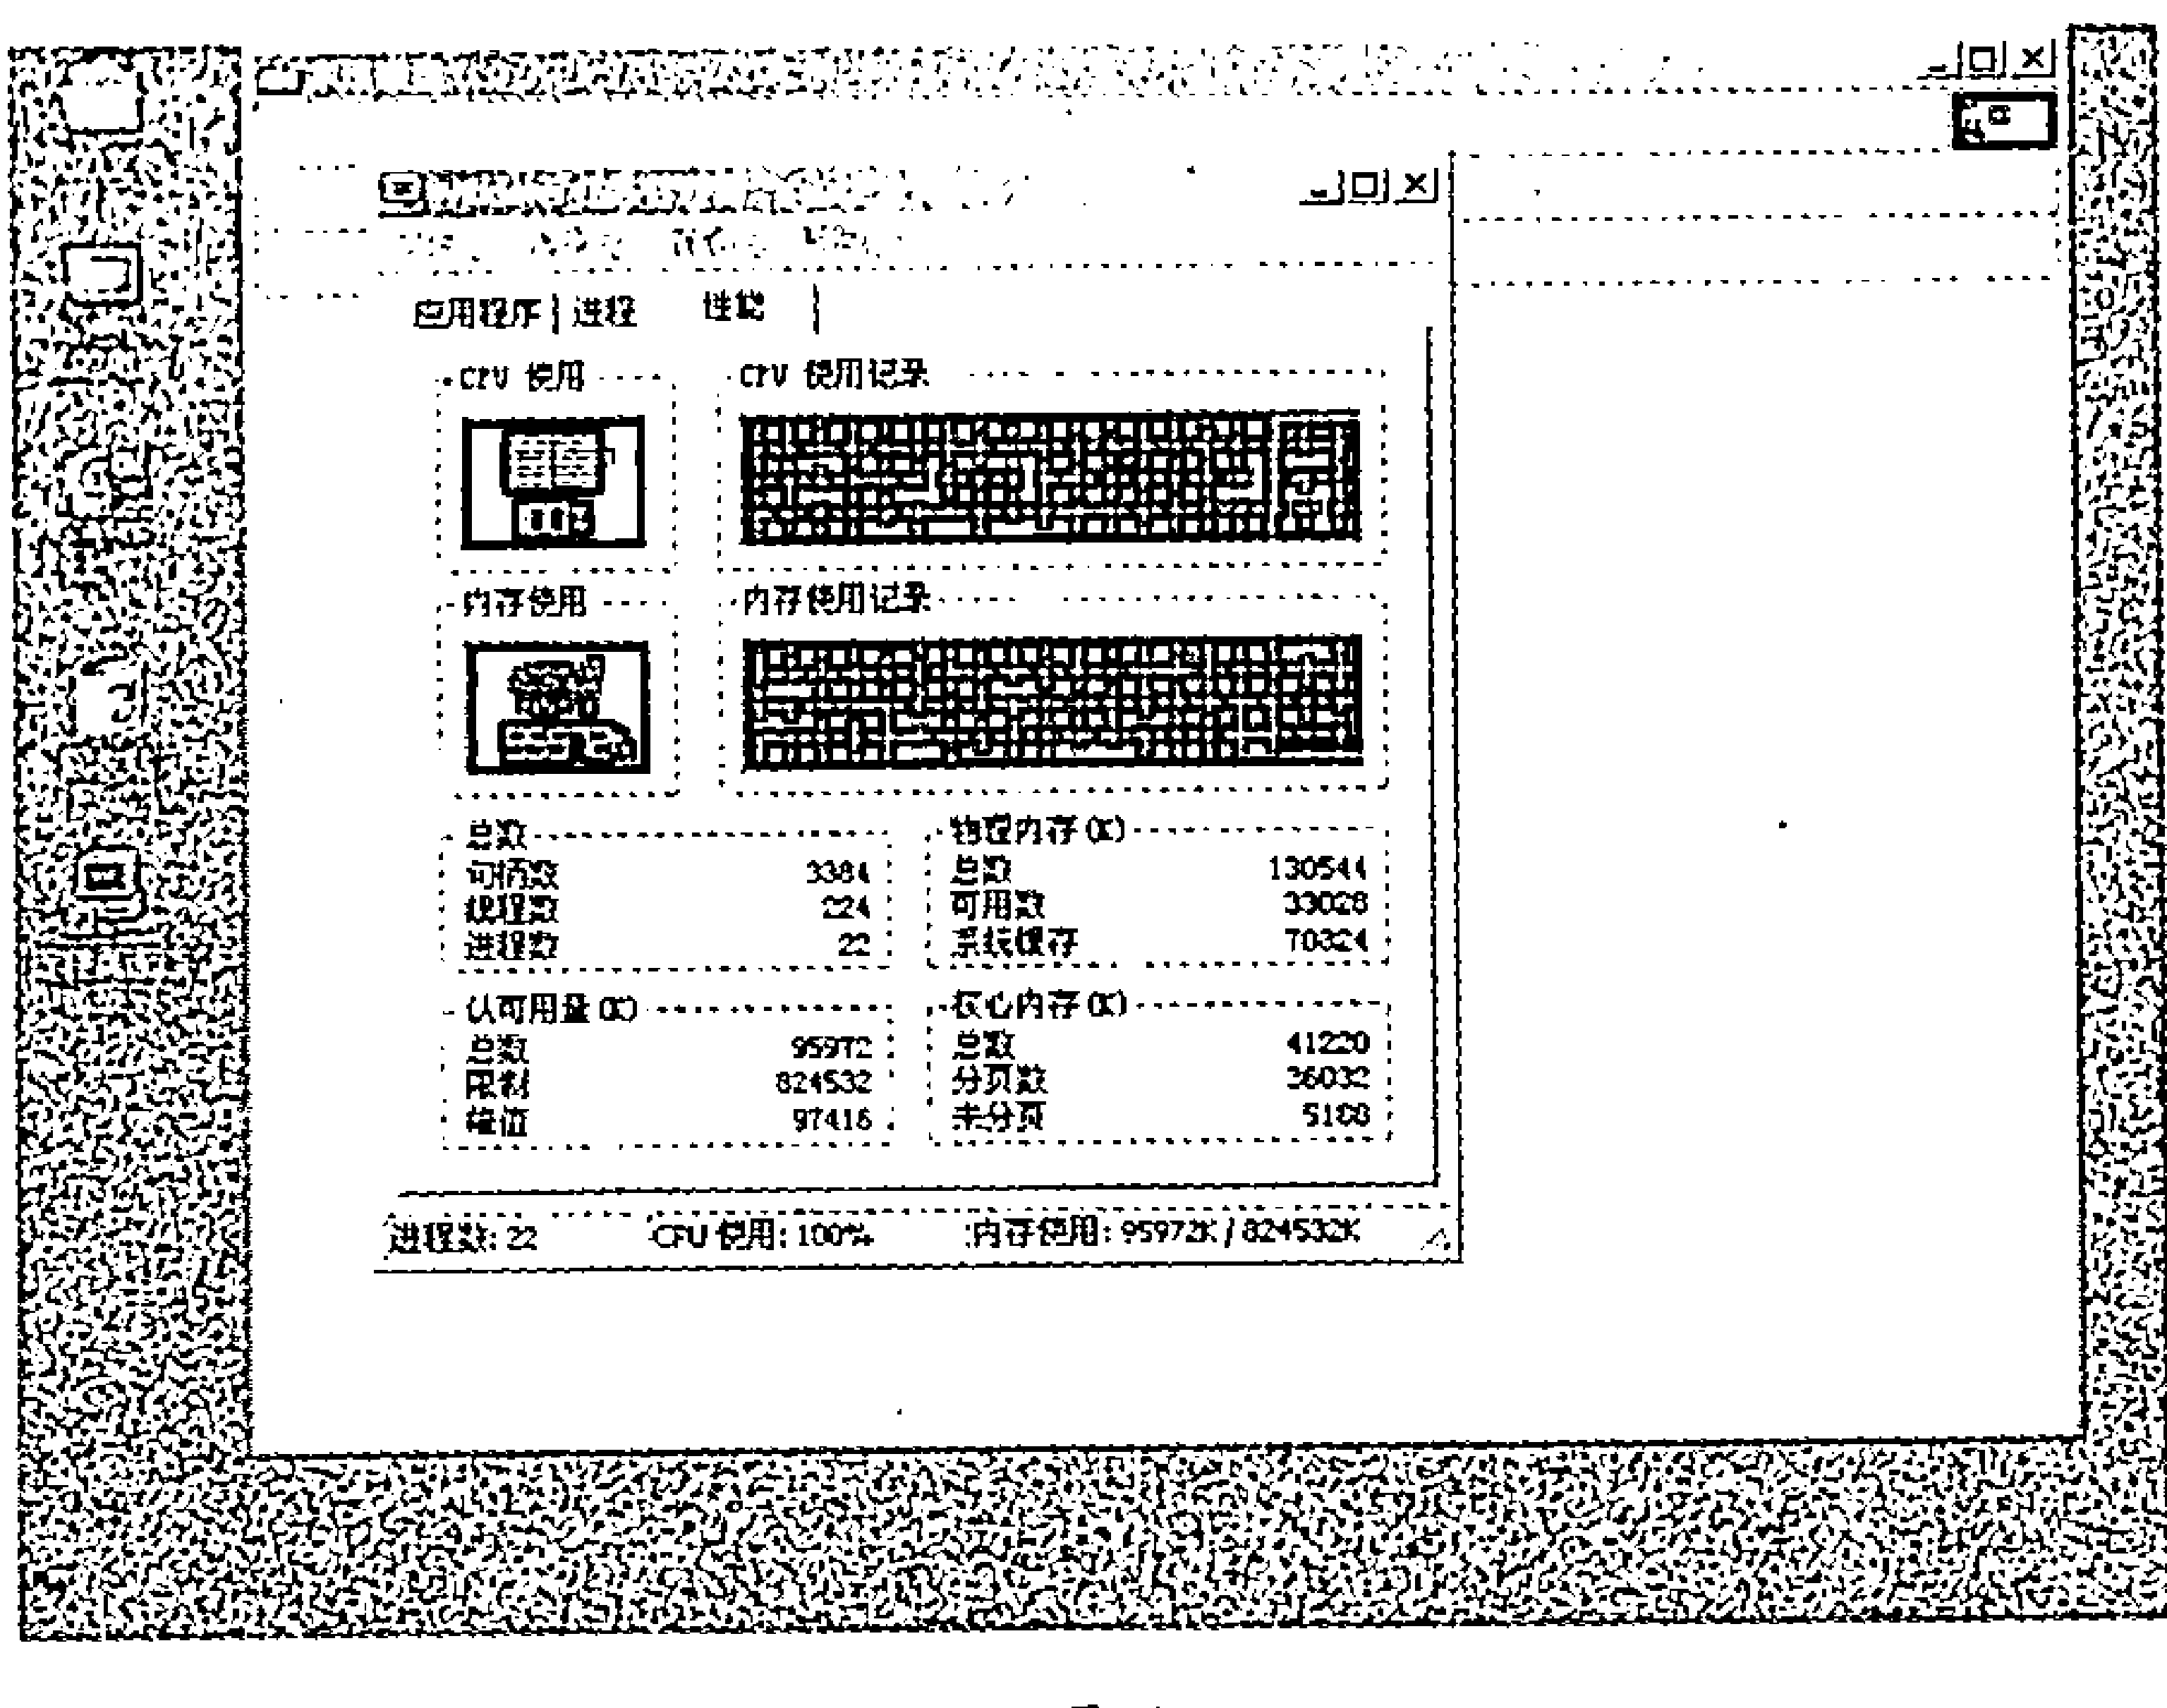 应用程序 进程 性能
CPU 使用 CPU 使用记录
内存使用 内存使用记录
总数 物理内存 (K)
句柄数 3384 总数 130544
线程数 224 可用数 33028
进程数 22 系统缓存 70324
认可用量 (K) 核心内存 (K)
总数 95972 总数 41220
限制 824532 分页数 36032
峰值 97416 未分页 5188
进程数: 22 CPU 使用: 100% 内存使用: 95972K / 824532K